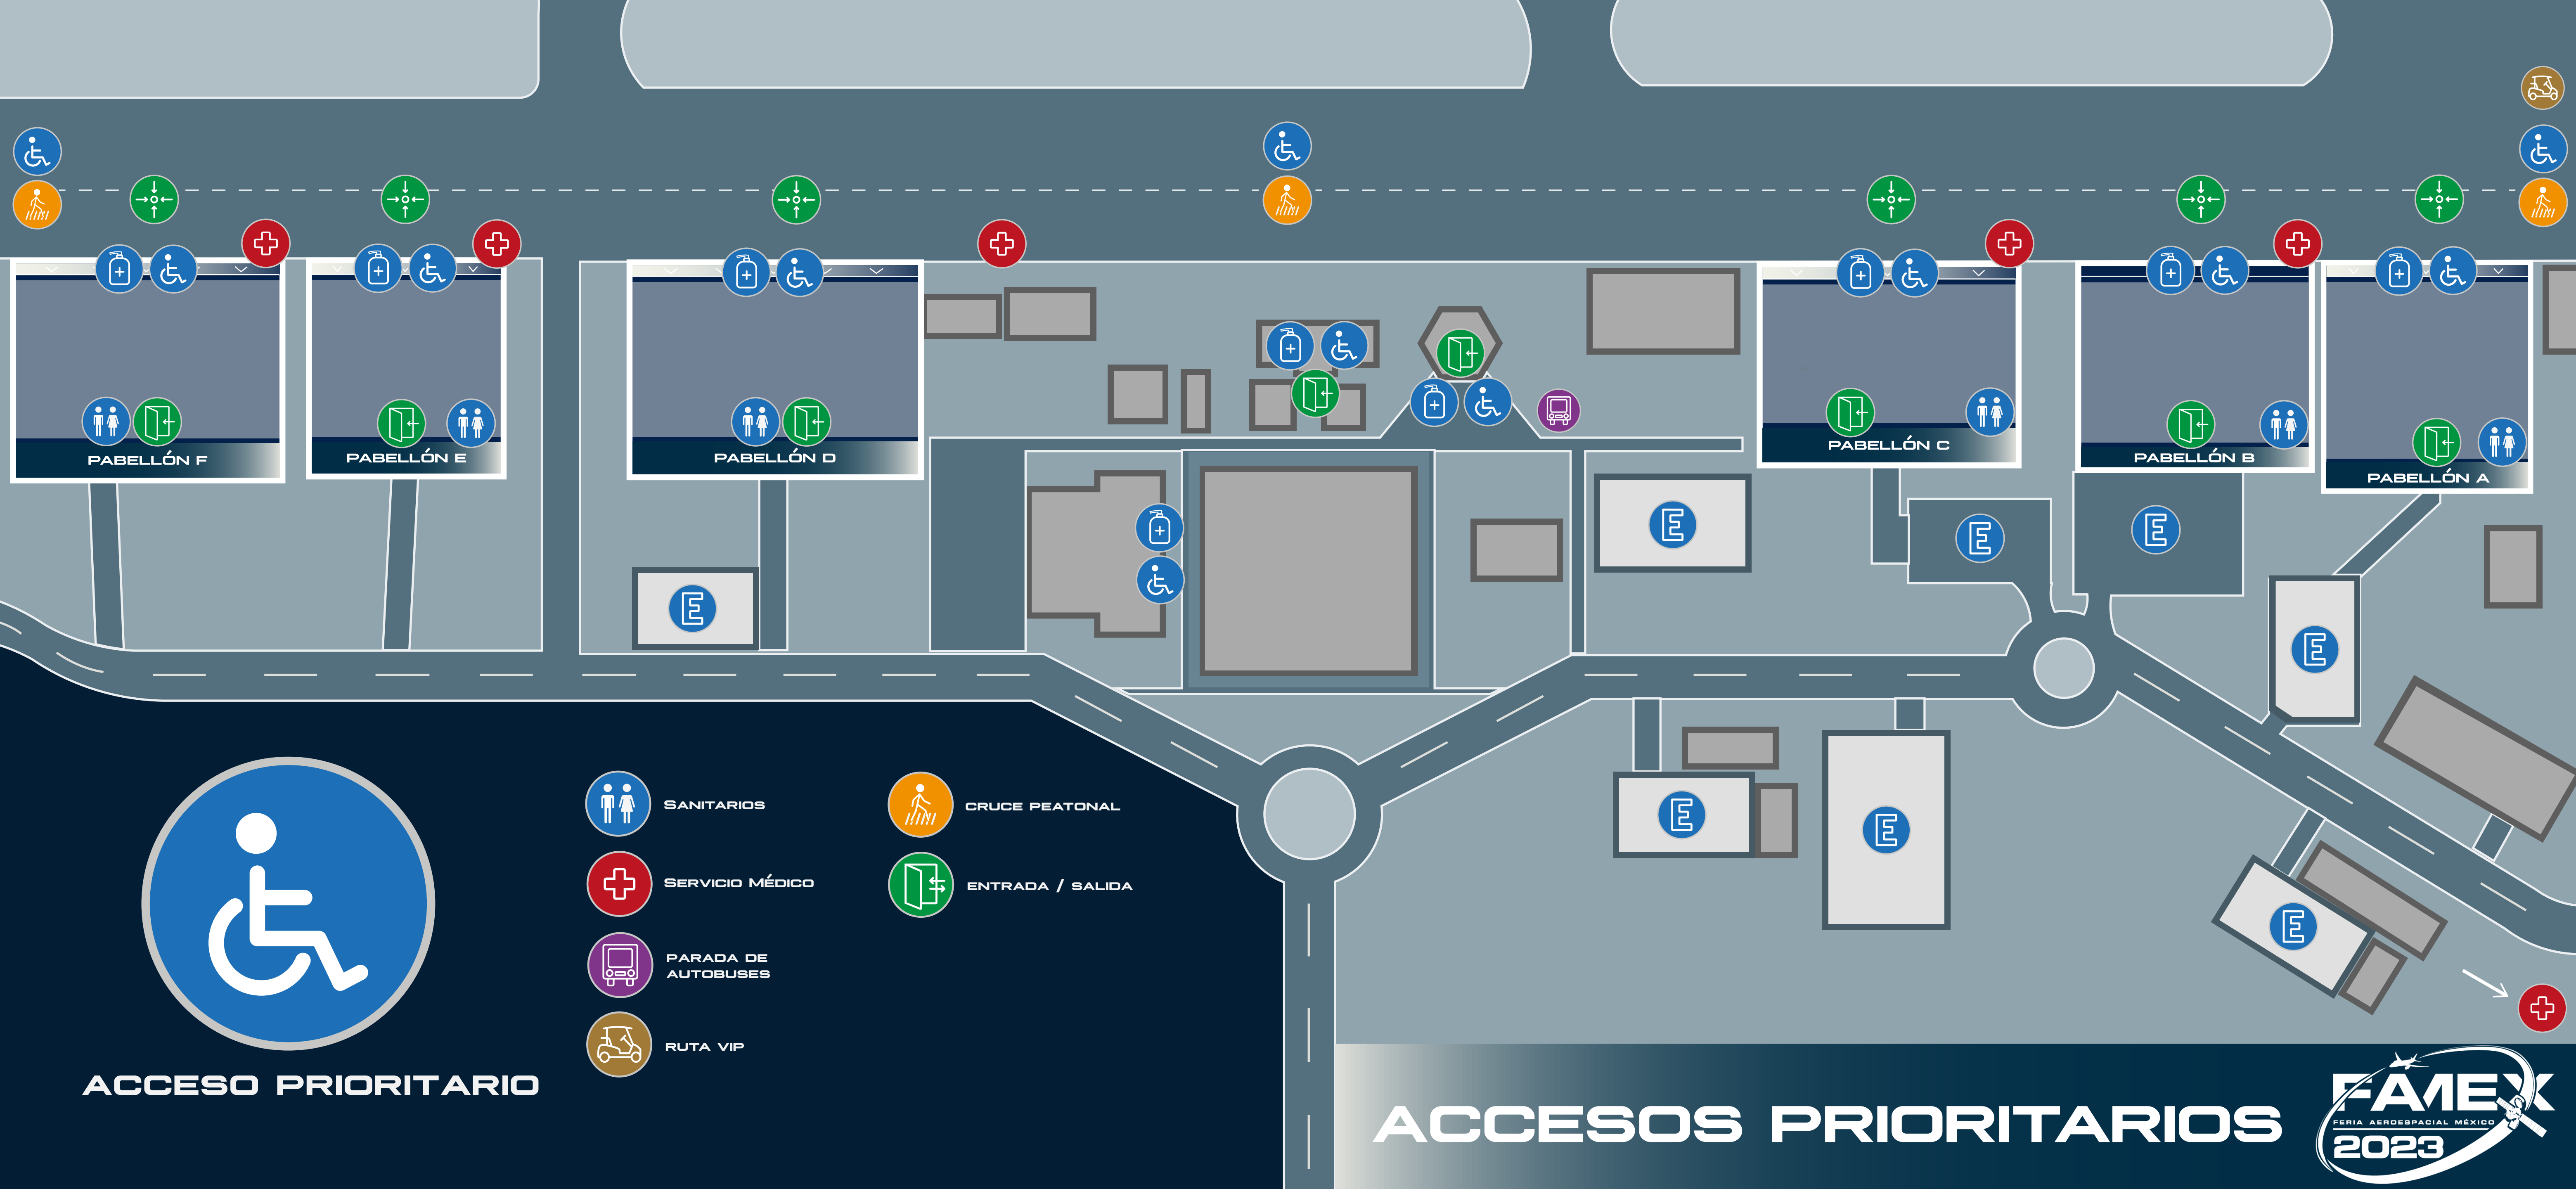 PABELLÓN F
PABELLÓN E
PABELLÓN D
PABELLÓN C
PABELLÓN B
PABELLÓN A
E
E
E
E
E
E
E
E
SANITARIOS
SERVICIO MÉDICO
PARADA DE
AUTOBUSES
RUTA VIP
CRUCE PEATONAL
ENTRADA / SALIDA
ACCESO PRIORITARIO
ACCESOS PRIORITARIOS
FAMEX
FERIA AEROESPACIAL MÉXICO
2023